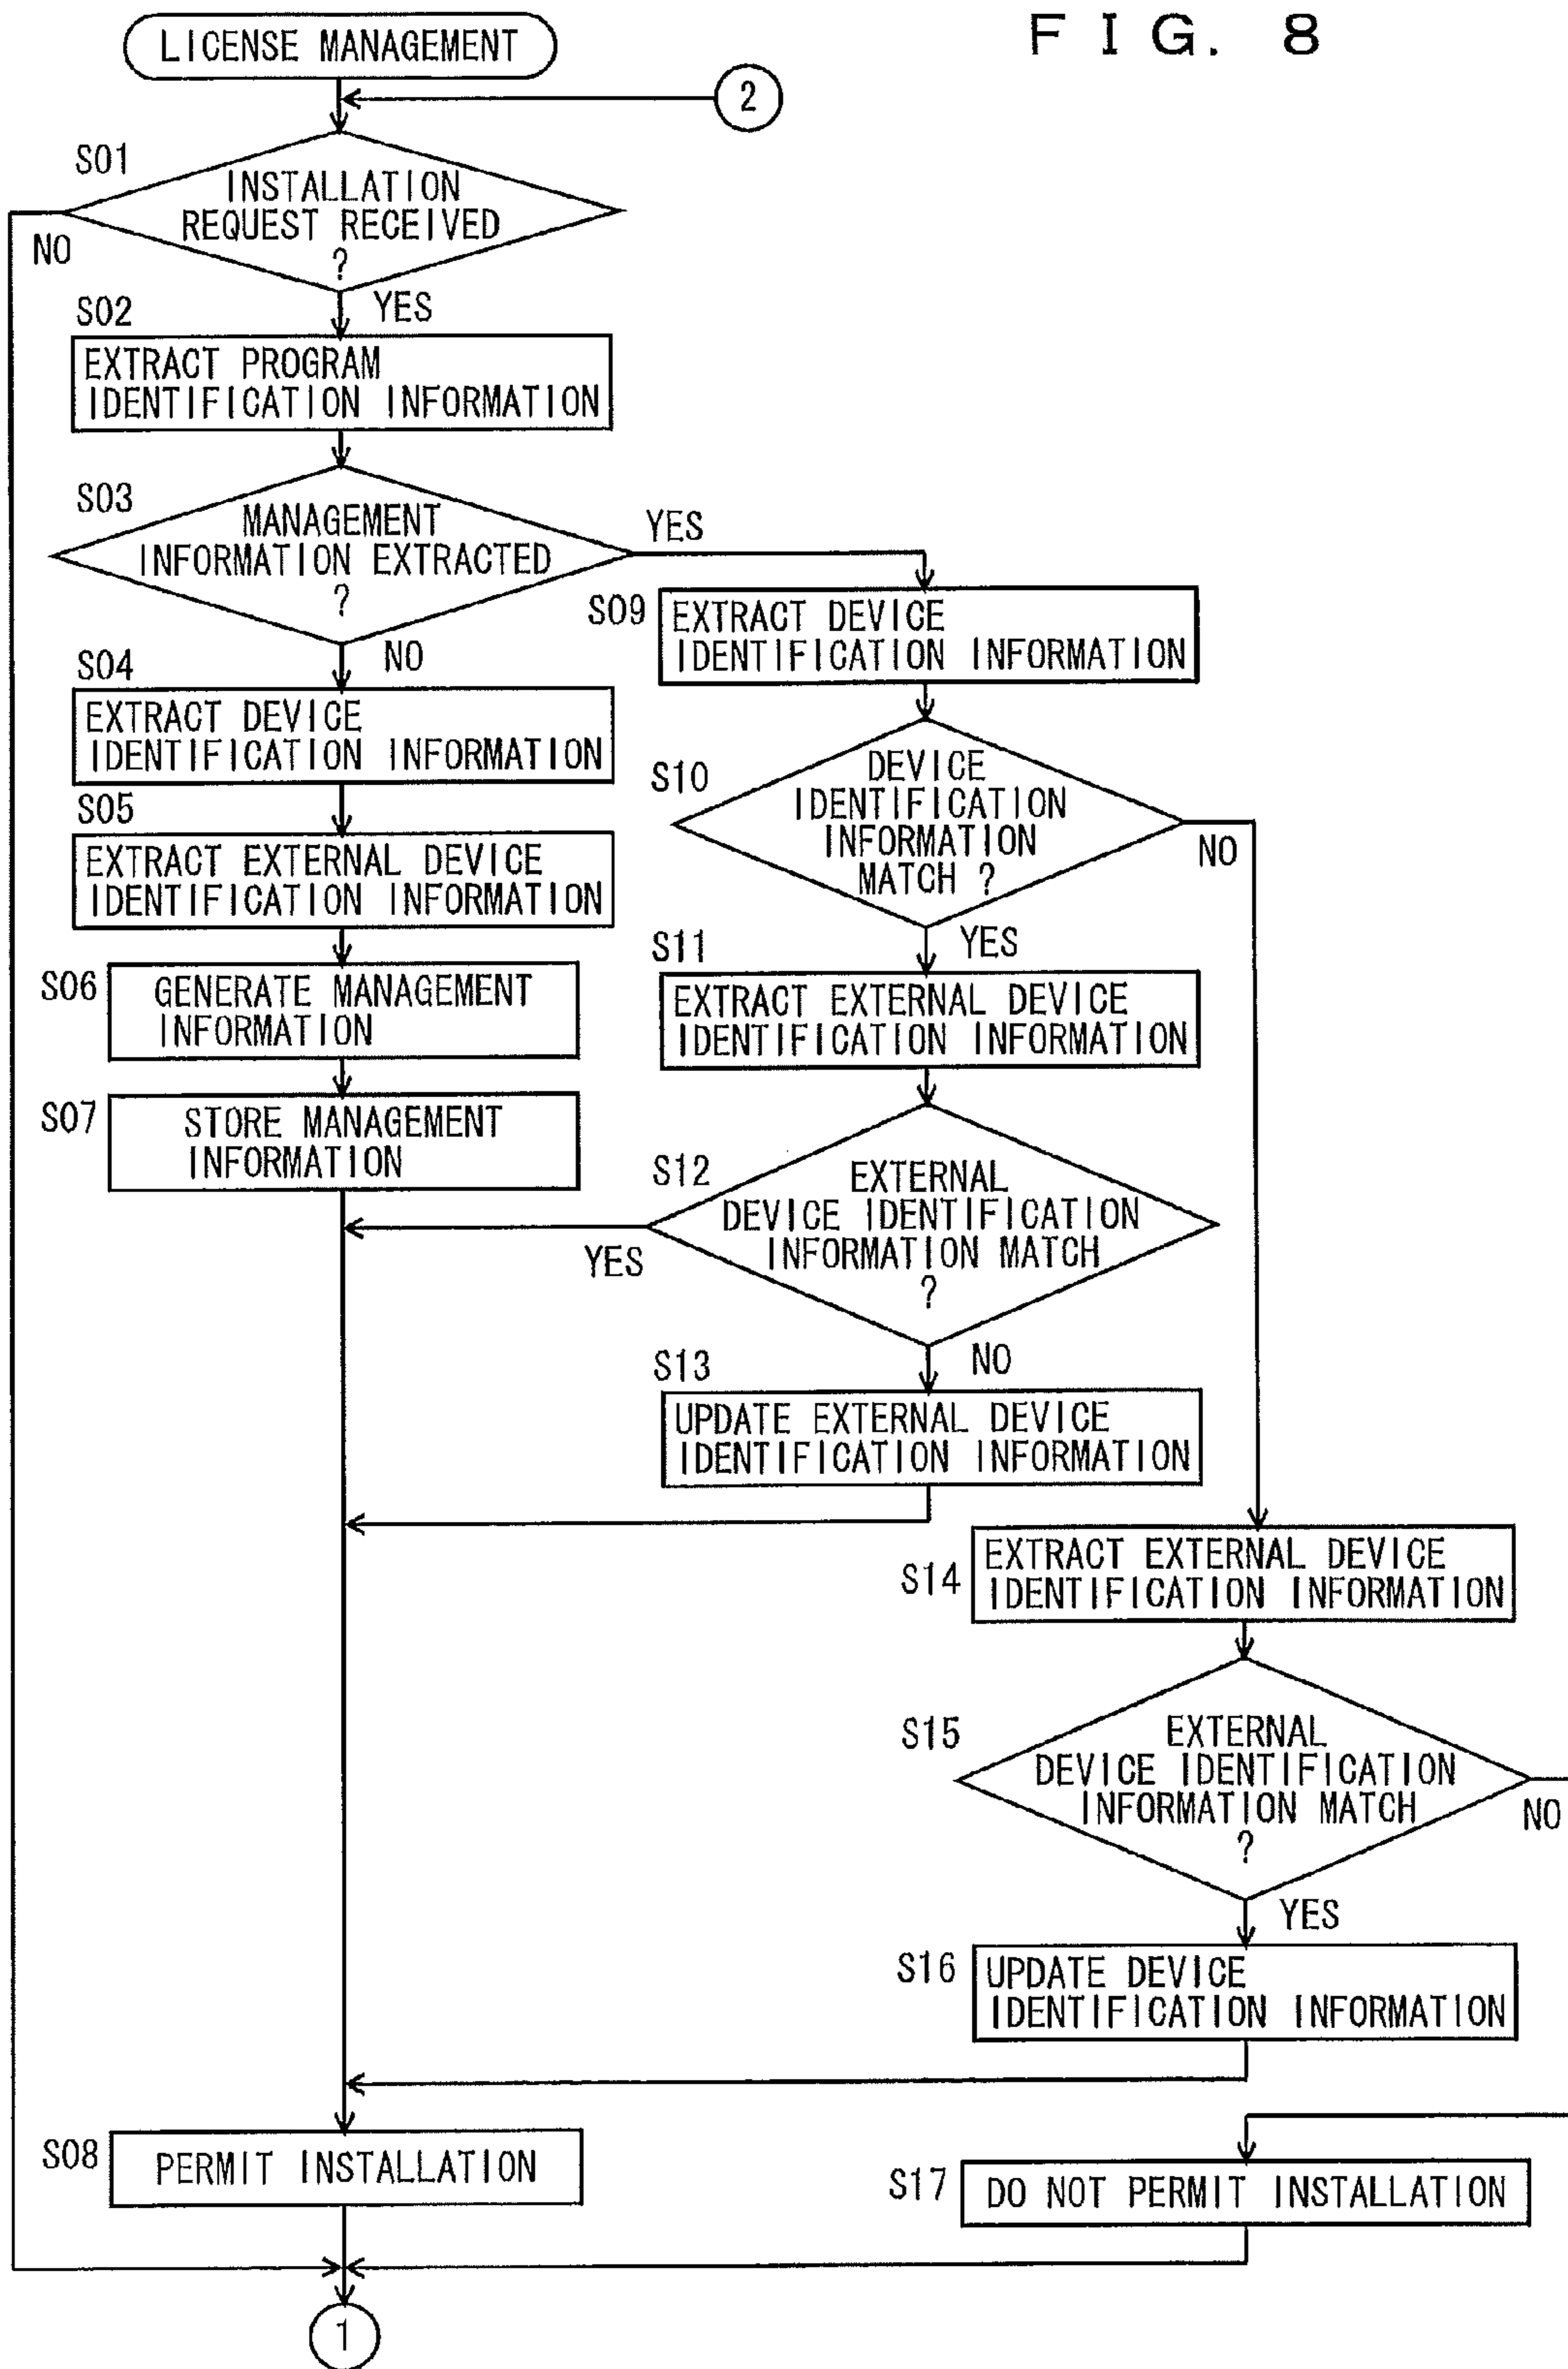 F I G. 8
LICENSE MANAGEMENT
2
S01
INSTALLATION
REQUEST RECEIVED
?
NO
YES
S02
EXTRACT PROGRAM
IDENTIFICATION INFORMATION
S03
MANAGEMENT
INFORMATION EXTRACTED
?
YES
NO
S04
EXTRACT DEVICE
IDENTIFICATION INFORMATION
S05
EXTRACT EXTERNAL DEVICE
IDENTIFICATION INFORMATION
S06
GENERATE MANAGEMENT
INFORMATION
S07
STORE MANAGEMENT
INFORMATION
S09
EXTRACT DEVICE
IDENTIFICATION INFORMATION
S10
DEVICE
IDENTIFICATION
INFORMATION
MATCH ?
NO
YES
S11
EXTRACT EXTERNAL DEVICE
IDENTIFICATION INFORMATION
S12
EXTERNAL
DEVICE IDENTIFICATION
INFORMATION MATCH
?
YES
NO
S13
UPDATE EXTERNAL DEVICE
IDENTIFICATION INFORMATION
S14
EXTRACT EXTERNAL DEVICE
IDENTIFICATION INFORMATION
S15
EXTERNAL
DEVICE IDENTIFICATION
INFORMATION MATCH
?
NO
YES
S16
UPDATE DEVICE
IDENTIFICATION INFORMATION
S08
PERMIT INSTALLATION
S17
DO NOT PERMIT INSTALLATION
1